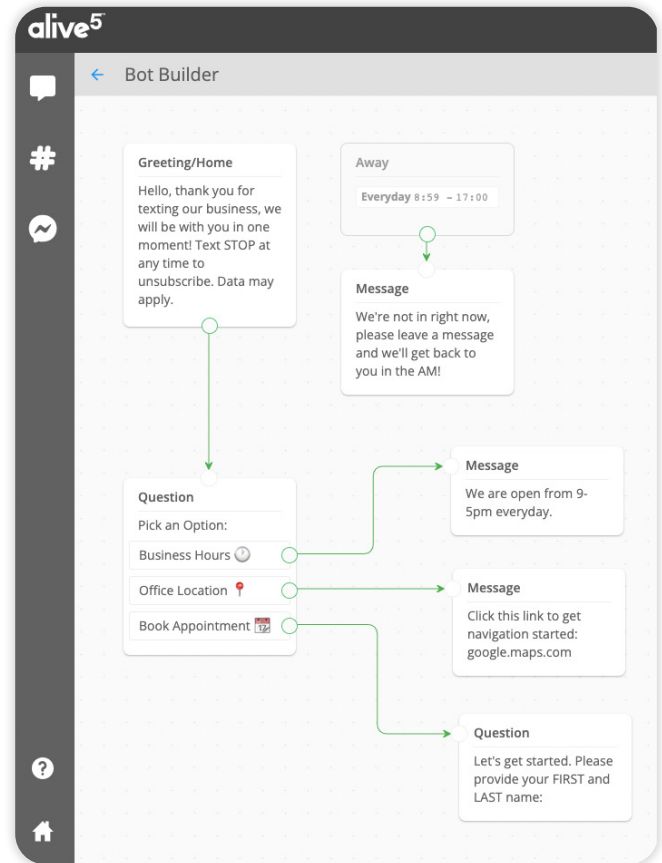 alive5
Bot Builder
Greeting/Home
Hello, thank you for
texting our business, we
will be with you in one
moment! Text STOP at
any time to
unsubscribe. Data may
apply.
Away
Everyday 8:59 – 17:00
Message
We're not in right now,
please leave a message
and we'll get back to
you in the AM!
Question
Pick an Option:
Business Hours
Office Location
Book Appointment
Message
We are open from 9-
5pm everyday.
Message
Click this link to get
navigation started:
google.maps.com
Question
Let's get started. Please
provide your FIRST and
LAST name: